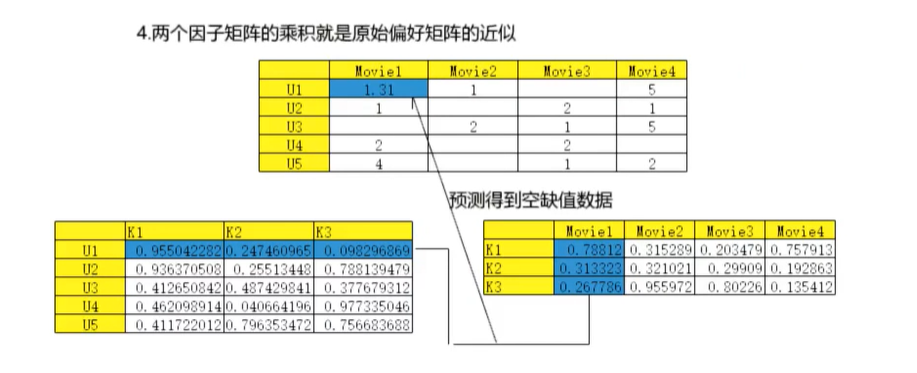 4.两个因子矩阵的乘积就是原始偏好矩阵的近似
Movie1 Movie2 Movie3 Movie4
U1 1.31 1 5
U2 1 2 1
U3 2 1 5
U4 2 2
U5 4 1 2
预测得到空缺值数据
K1 K2 K3
U1 0.955042282 0.247460965 0.098296869
U2 0.936370508 0.25513448 0.788139479
U3 0.412650842 0.487429841 0.377679312
U4 0.462098914 0.040664196 0.977335046
U5 0.411722012 0.796353472 0.756683688
Movie1 Movie2 Movie3 Movie4
K1 0.78812 0.315289 0.203479 0.757913
K2 0.313323 0.321021 0.29909 0.192863
K3 0.267786 0.955972 0.80226 0.135412